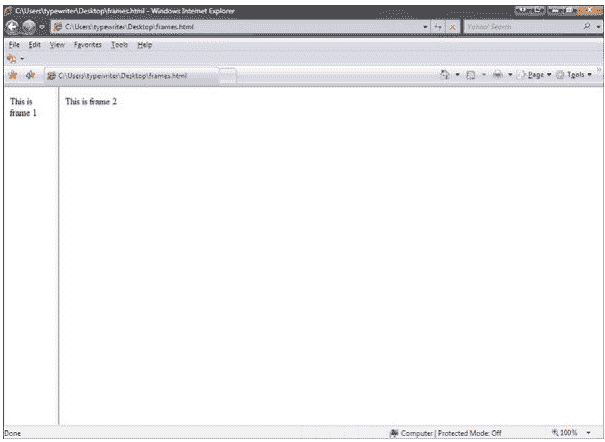 C:\Users\typewriter\Desktop\frames.html - Windows Internet Explorer
C:\Users\typewriter\Desktop\frames.html
Yahoo! Search
File Edit View Favorites Tools Help
C:\Users\typewriter\Desktop\frames.html
Page Tools
This is
frame 1
This is frame 2
Done
Computer | Protected Mode: Off
100%